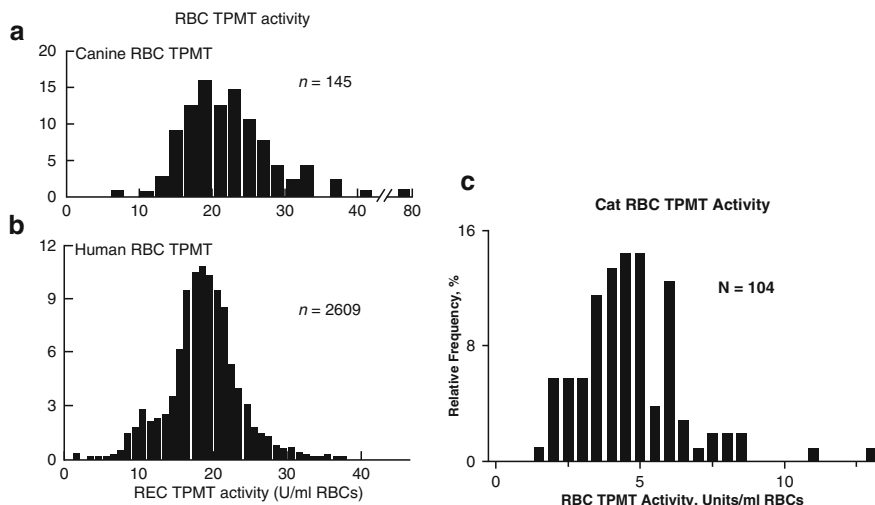 RBC TPMT activity
a
Canine RBC TPMT
n = 145
20
15
10
5
0
0 10 20 30 40 80
b
Human RBC TPMT
n = 2609
12
9
6
3
0
0 10 20 30 40
REC TPMT activity (U/ml RBCs)
c
Cat RBC TPMT Activity
N = 104
Relative Frequency, %
16
8
0
0 5 10
RBC TPMT Activity, Units/ml RBCs